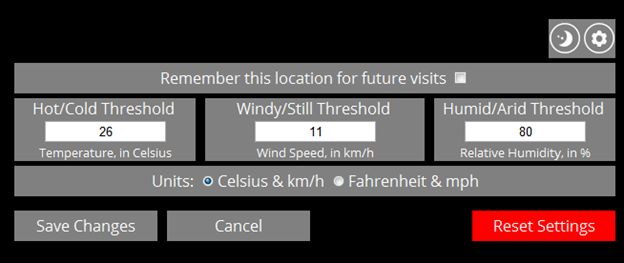 Remember this location for future visits
Hot/Cold Threshold
26
Temperature, in Celsius
Windy/Still Threshold
11
Wind Speed, in km/h
Humid/Arid Threshold
80
Relative Humidity, in %
Units: Celsius & km/h Fahrenheit & mph
Save Changes Cancel Reset Settings